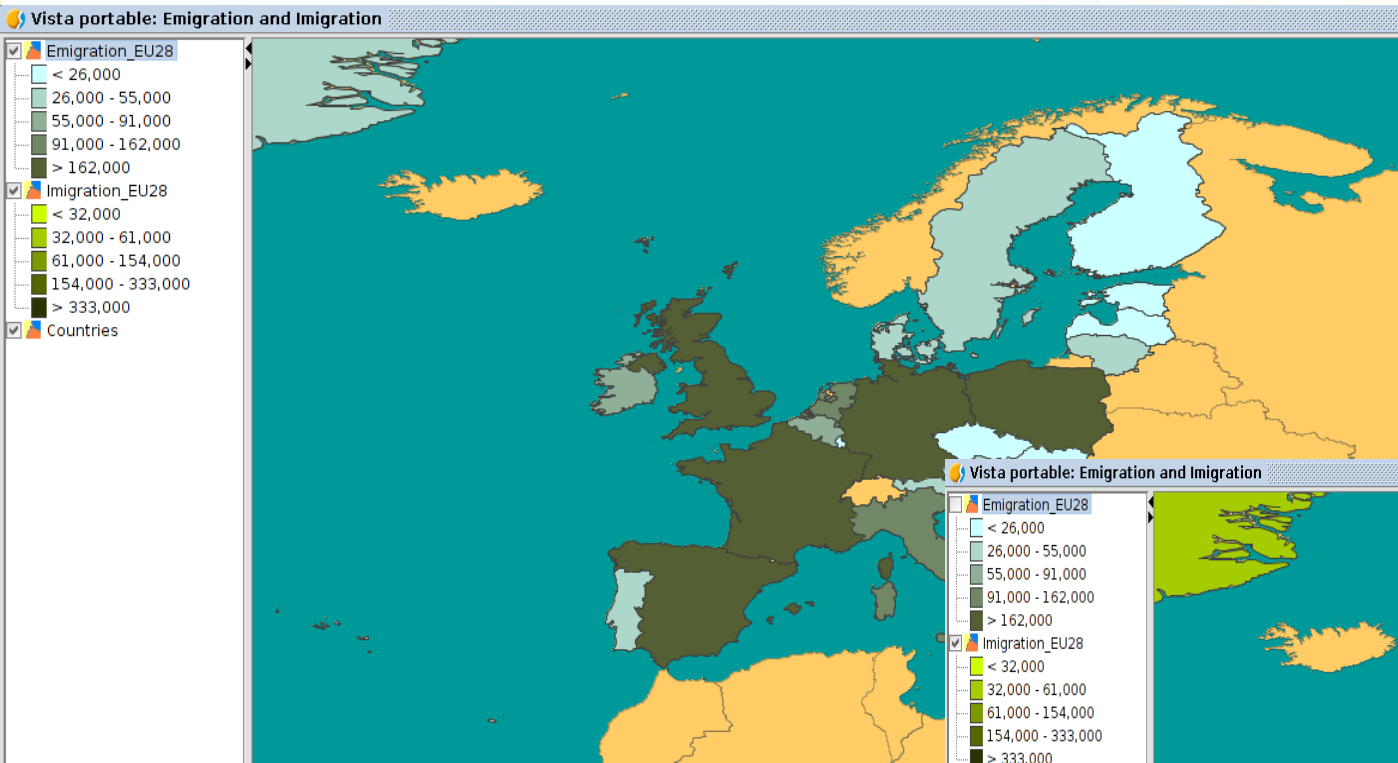 Vista portable: Emigration and Imigration
Emigration_EU28
< 26,000
26,000 - 55,000
55,000 - 91,000
91,000 - 162,000
> 162,000
Imigration_EU28
< 32,000
32,000 - 61,000
61,000 - 154,000
154,000 - 333,000
> 333,000
Countries
Vista portable: Emigration and Imigration
Emigration_EU28
< 26,000
26,000 - 55,000
55,000 - 91,000
91,000 - 162,000
> 162,000
Imigration_EU28
< 32,000
32,000 - 61,000
61,000 - 154,000
154,000 - 333,000
> 333,000